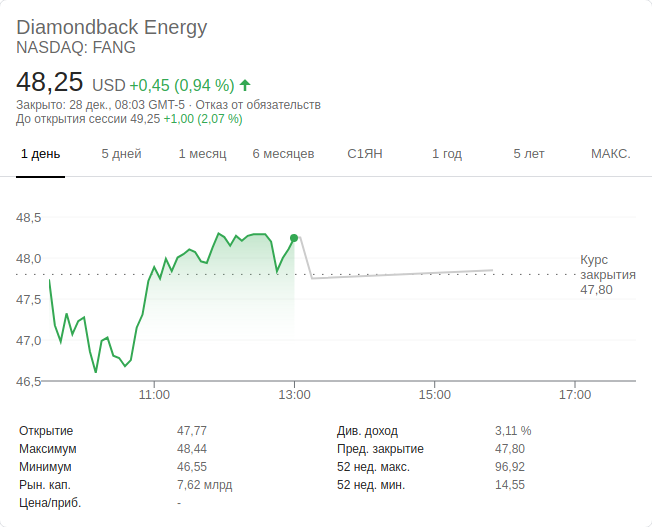 Diamondback Energy
NASDAQ: FANG
48,25 USD +0,45 (0,94 %)
Закрыто: 28 дек., 08:03 GMT-5 · Отказ от обязательств
До открытия сессии 49,25 +1,00 (2,07 %)
1 день 5 дней 1 месяц 6 месяцев С1ЯН 1 год 5 лет МАКС.
48,5
48,0
47,5
47,0
46,5
Курс
закрытия
47,80
11:00 13:00 15:00 17:00
Открытие 47,77
Максимум 48,44
Минимум 46,55
Рын. кап. 7,62 млрд
Цена/приб. -
Див. доход 3,11 %
Пред. закрытие 47,80
52 нед. макс. 96,92
52 нед. мин. 14,55